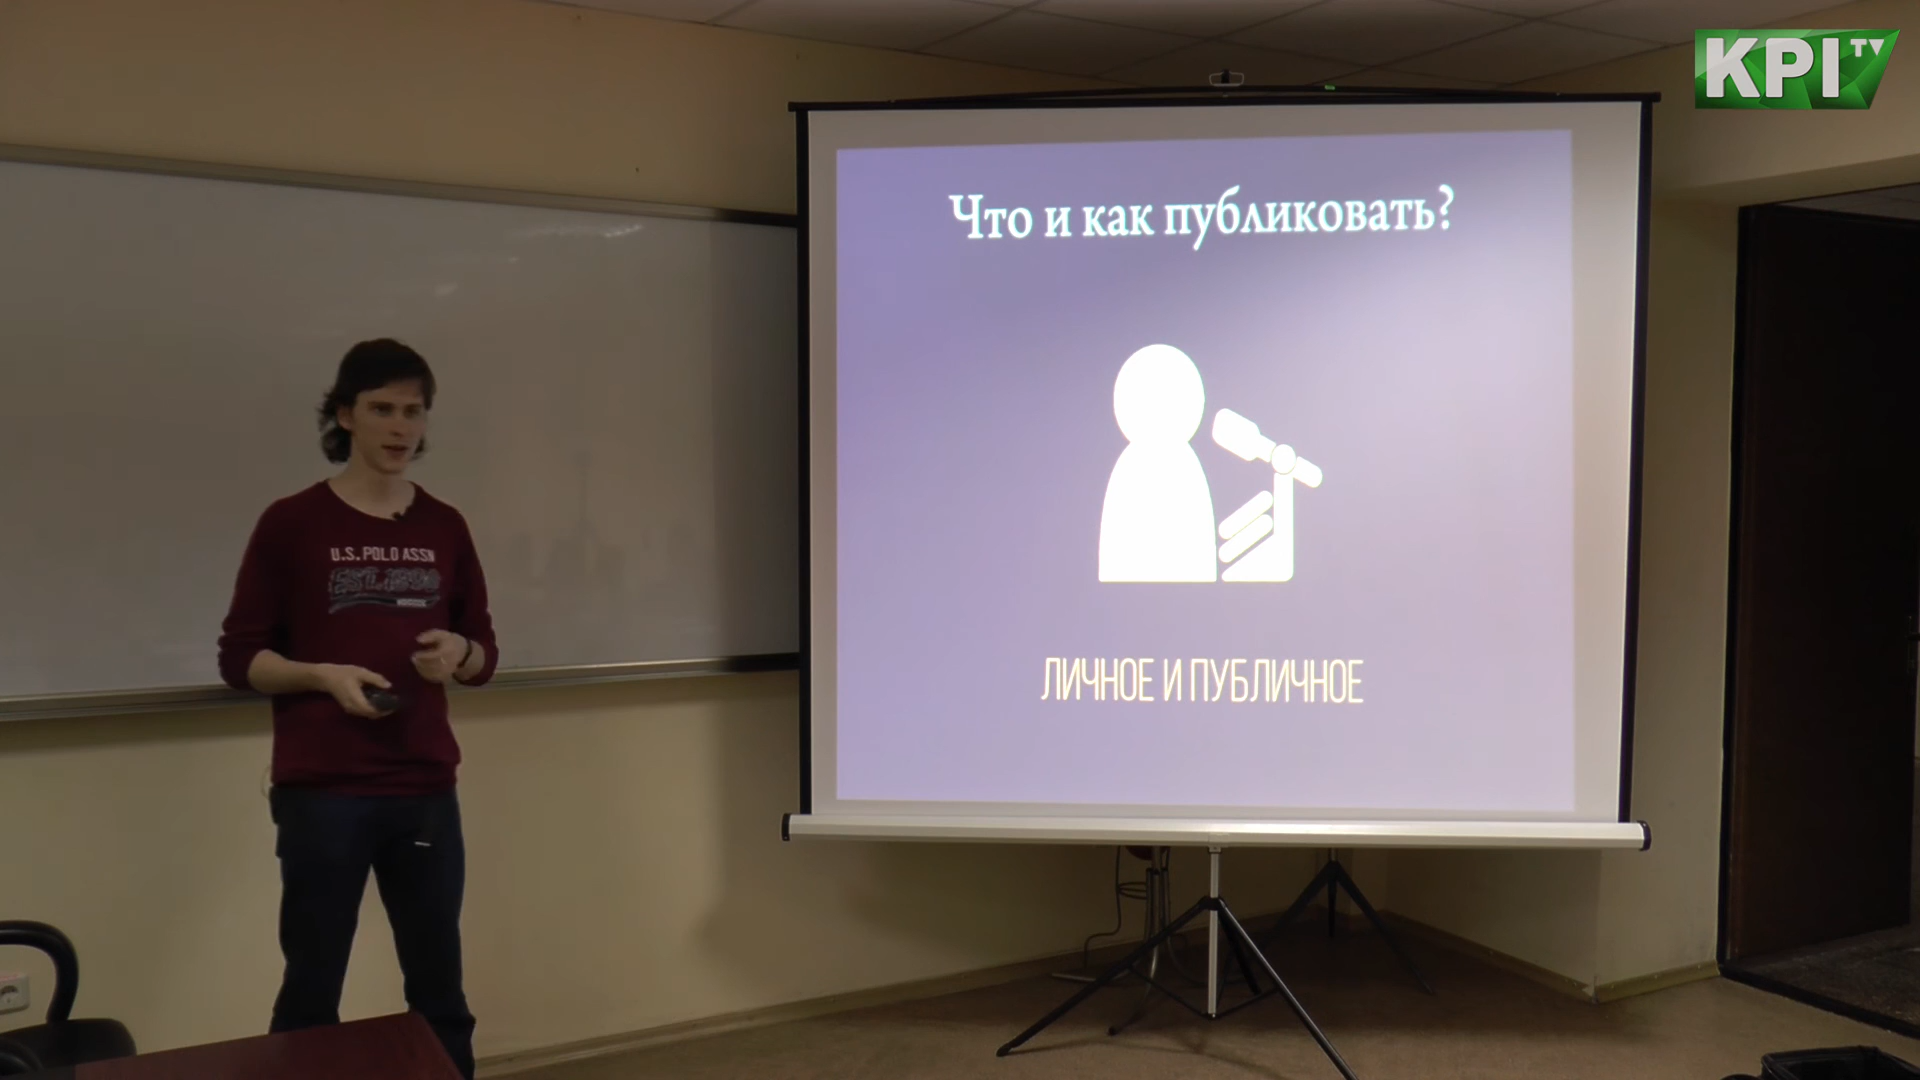 KPI TV
Что и как публиковать?
U.S. POLO ASSN
ЛИЧНОЕ И ПУБЛИЧНОЕ